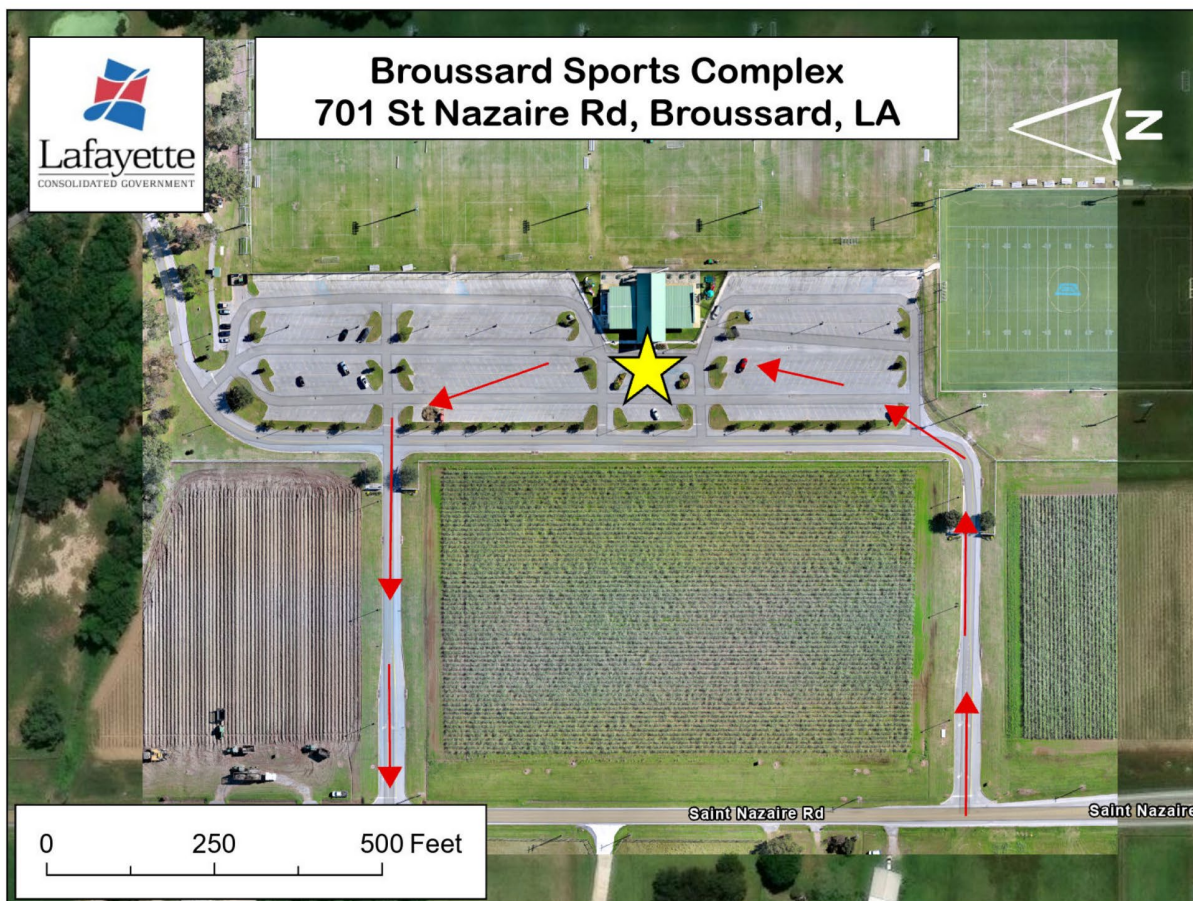 Broussard Sports Complex
701 St Nazaire Rd, Broussard, LA
Lafayette
CONSOLIDATED GOVERNMENT
N
Saint Nazaire Rd
Saint Nazaire
0 250 500 Feet